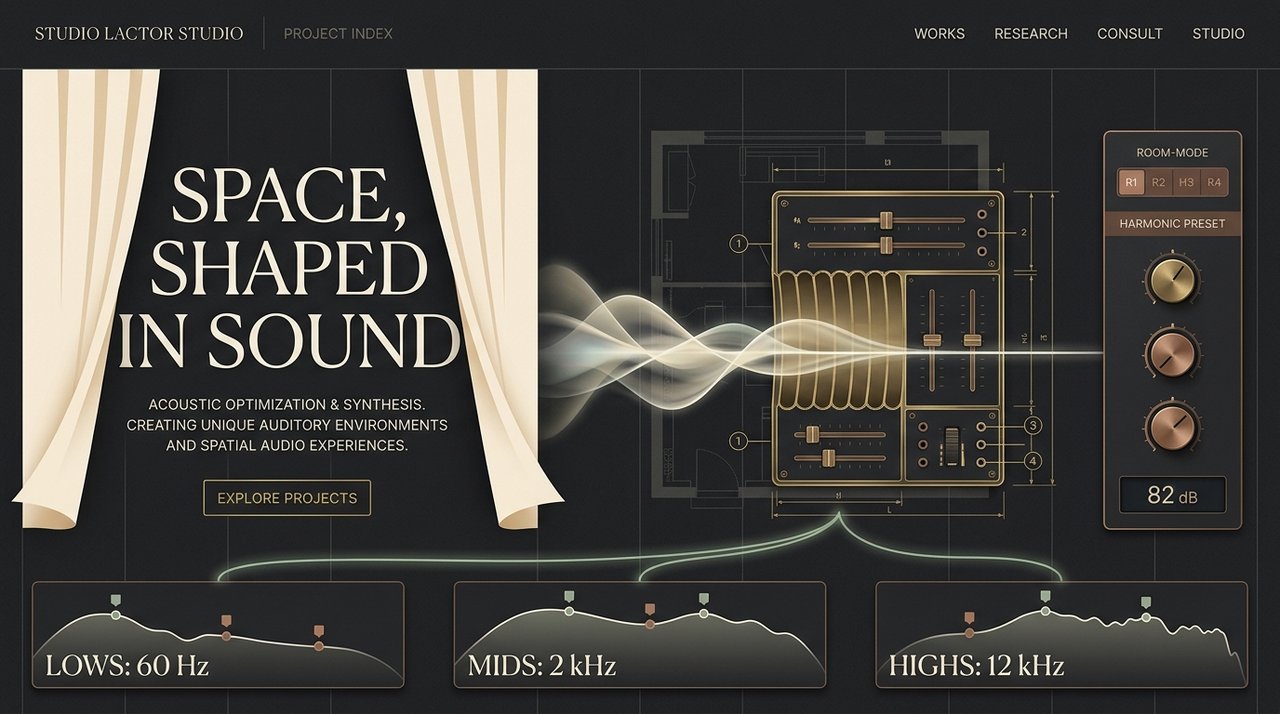 STUDIO LACTOR STUDIO
PROJECT INDEX
WORKS
RESEARCH
CONSULT
STUDIO
SPACE,
SHAPED
IN SOUND
ACOUSTIC OPTIMIZATION & SYNTHESIS.
CREATING UNIQUE AUDITORY ENVIRONMENTS
AND SPATIAL AUDIO EXPERIENCES.
EXPLORE PROJECTS
1
2
1
3
4
L
ROOM-MODE
R1 R2 H3 R4
HARMONIC PRESET
82 dB
LOWS: 60 Hz
MIDS: 2 kHz
HIGHS: 12 kHz